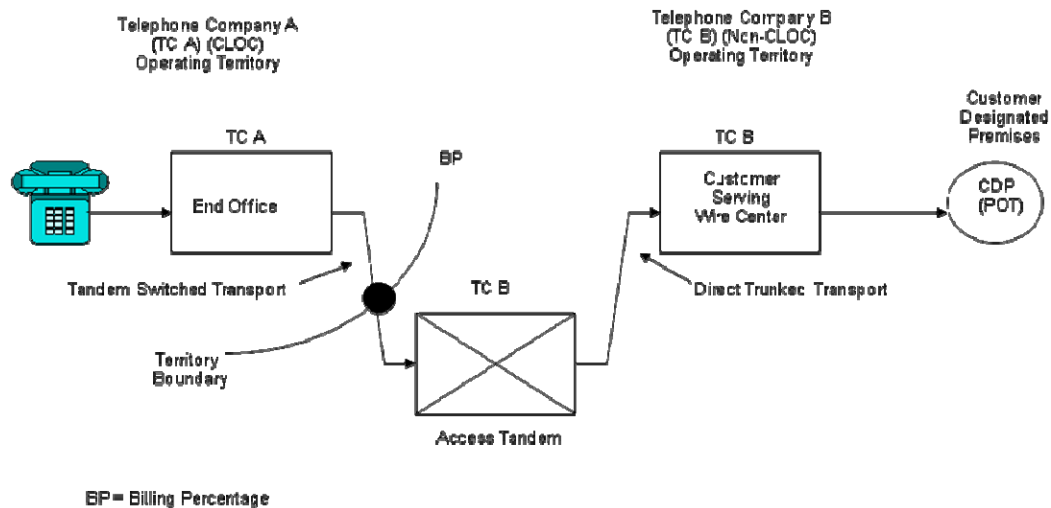 Telephone Company A
(TC A) (CLOC)
Operating Territory
Telephone Company B
(TC B) (Non-CLOC)
Operating Territory
Customer
Designated
Premises
TC A
BP
TC B
End Office
Customer
Serving
Wire Center
CDP
(POT)
Tandem Switched Transport
TC B
Direct Trunked Transport
Territory
Boundary
Access Tandem
BP= Billing Percentage